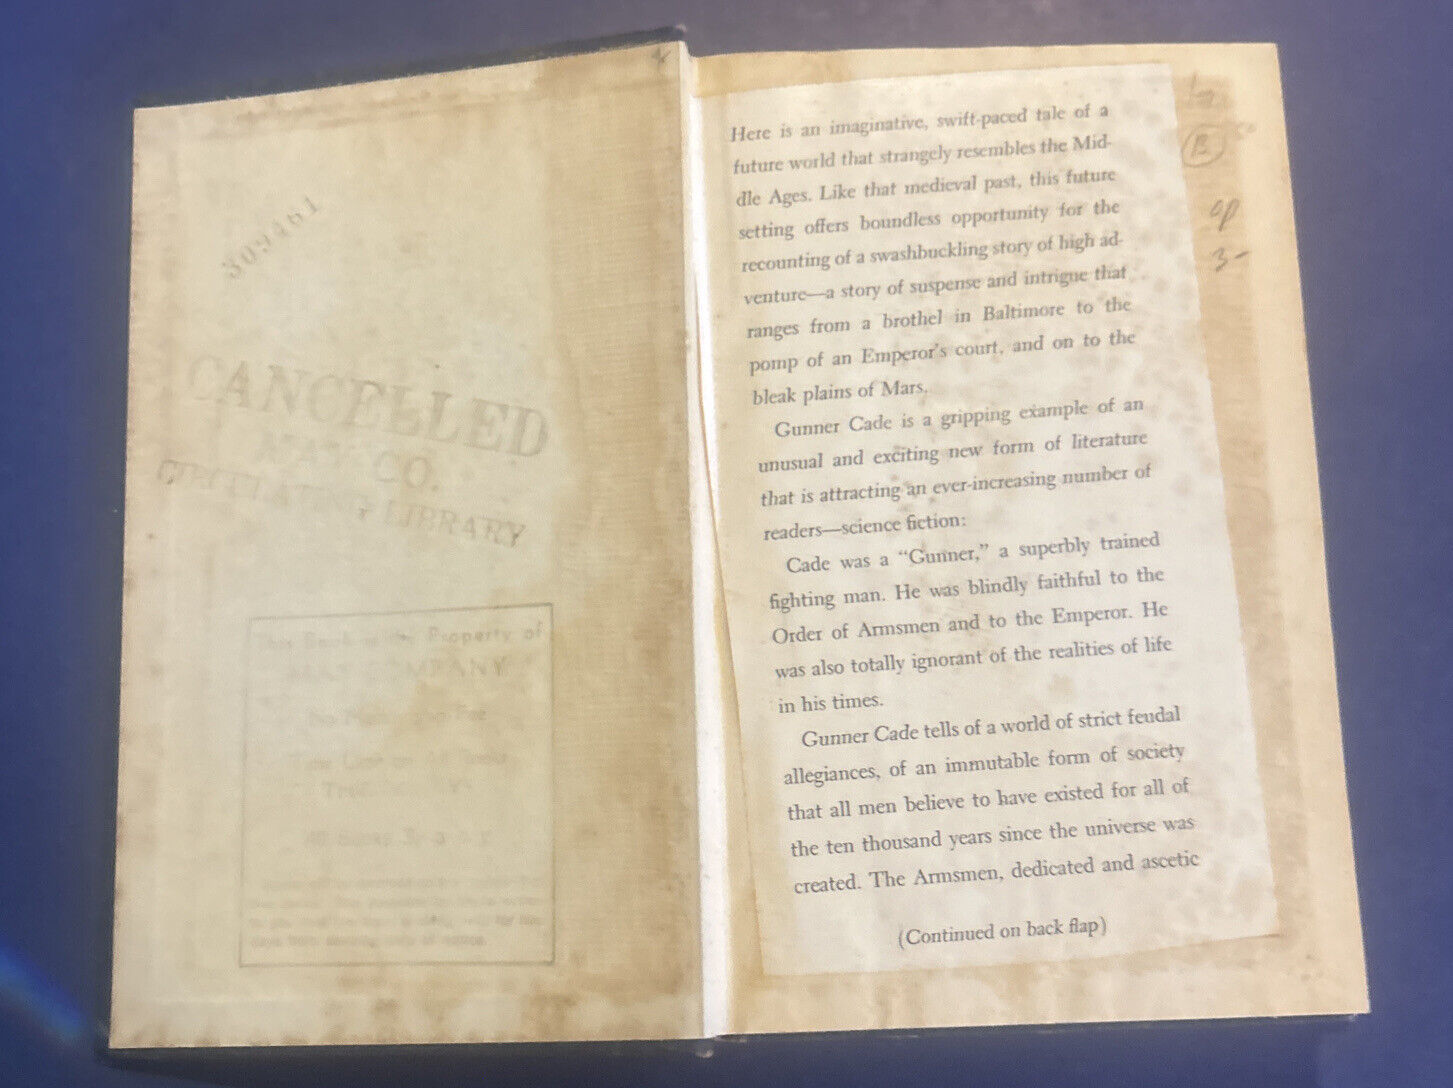 309461
CANCELLED
CO.
LIBRARY
Book is the Property of
MPANY
Here is an imaginative, swift-paced tale of a
future world that strangely resembles the Mid-
dle Ages. Like that medieval past, this future
setting offers boundless opportunity for the
recounting of a swashbuckling story of high ad-
venture—a story of suspense and intrigue that
ranges from a brothel in Baltimore to the
pomp of an Emperor's court, and on to the
bleak plains of Mars.
Gunner Cade is a gripping example of an
unusual and exciting new form of literature
that is attracting an ever-increasing number of
readers—science fiction:
Cade was a “Gunner,” a superbly trained
fighting man. He was blindly faithful to the
Order of Armsmen and to the Emperor. He
was also totally ignorant of the realities of life
in his times.
Gunner Cade tells of a world of strict feudal
allegiances, of an immutable form of society
that all men believe to have existed for all of
the ten thousand years since the universe was
created. The Armsmen, dedicated and ascetic
(Continued on back flap)
op
3-